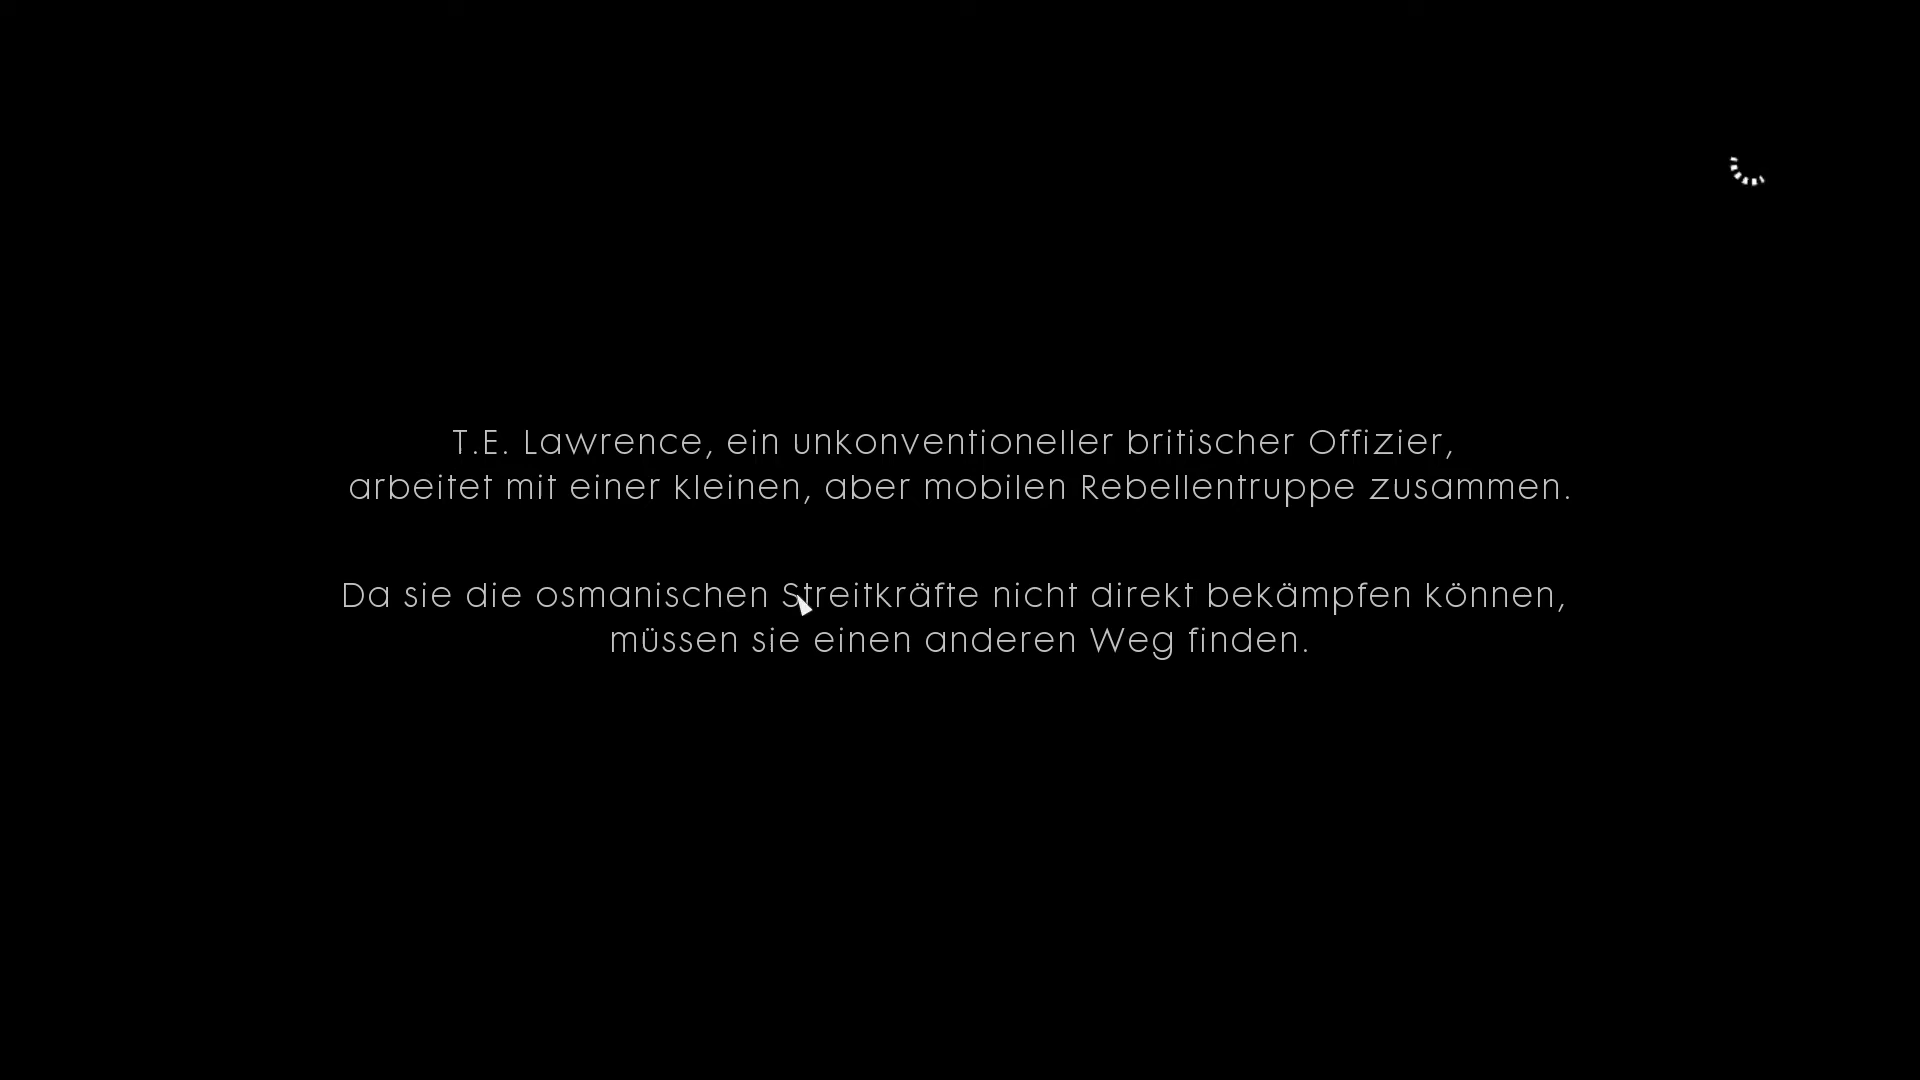 T.E. Lawrence, ein unkonventioneller britischer Offizier,
arbeitet mit einer kleinen, aber mobilen Rebellentruppe zusammen.
Da sie die osmanischen Streitkräfte nicht direkt bekämpfen können,
müssen sie einen anderen Weg finden.